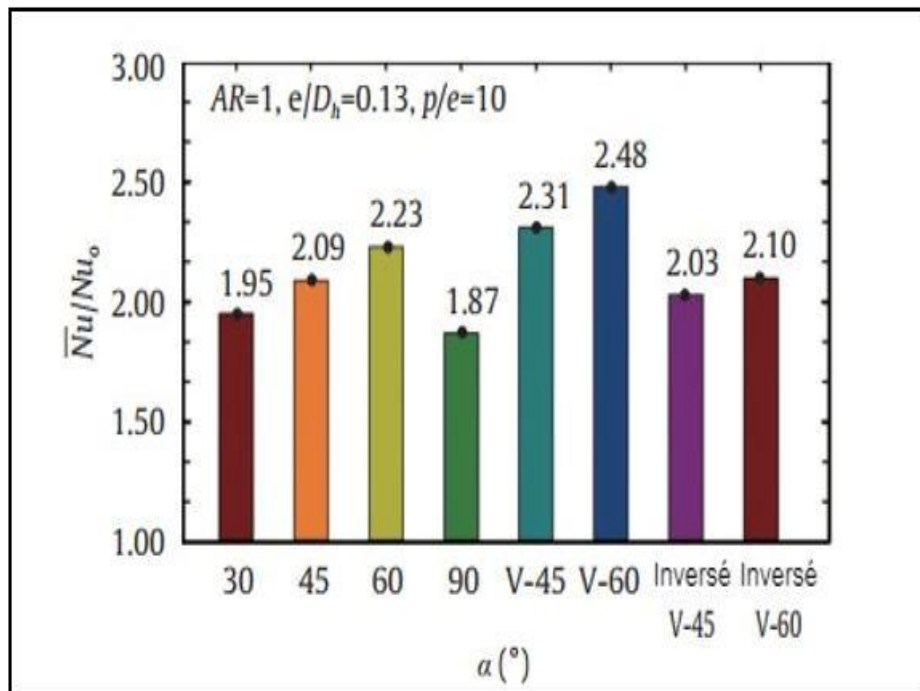 3.00
AR=1, e/Dₕ=0.13, p/e=10
2.50
2.00
1.50
1.00
N̅u/Nuₒ
1.95
2.09
2.23
1.87
2.31
2.48
2.03
2.10
30 45 60 90 V-45 V-60 Inversé Inversé
V-45 V-60
α (°)